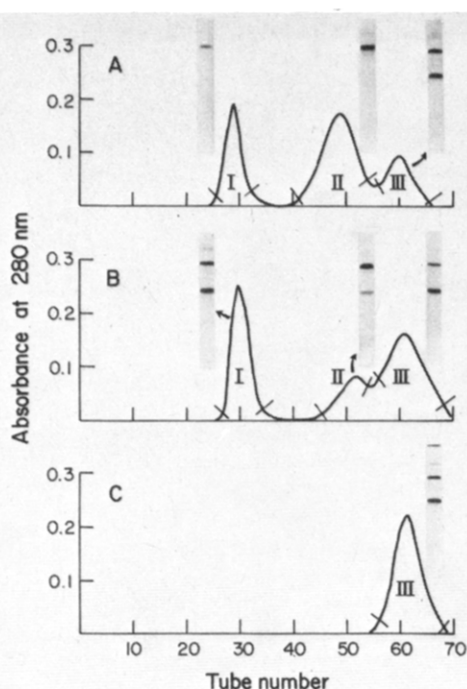 A
0.3
0.2
0.1
I II III
B
0.3
0.2
0.1
I II III
C
0.3
0.2
0.1
III
10 20 30 40 50 60 70
Absorbance at 280 nm
Tube number